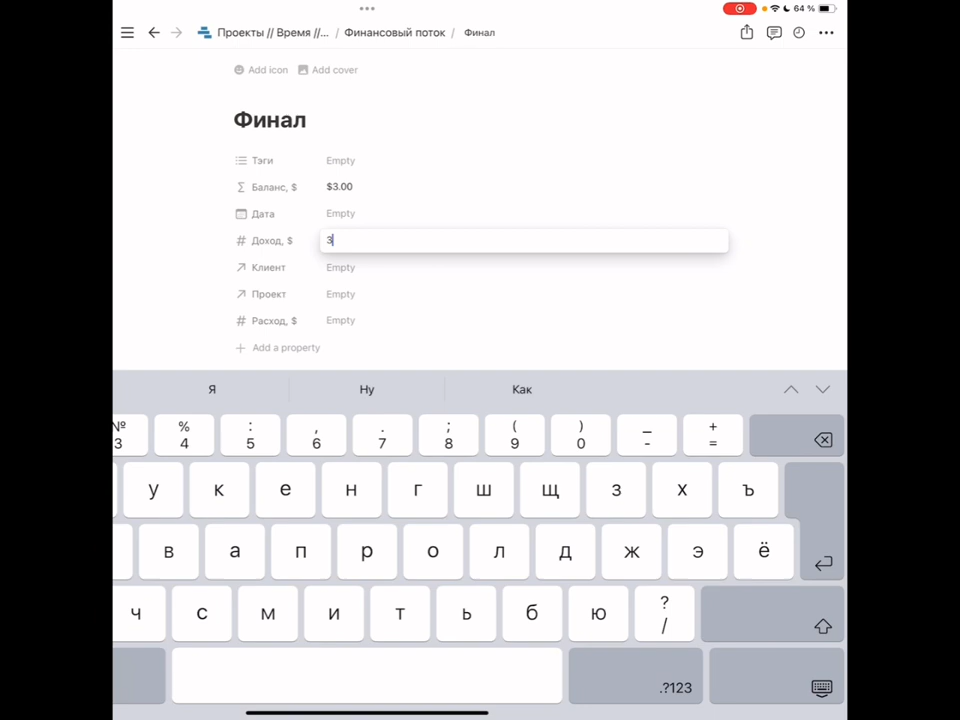 64 %
Проекты // Время //... / Финансовый поток / Финал
Add icon Add cover
Финал
Тэги Empty
Баланс, $ $3.00
Дата Empty
Доход, $ 3
Клиент Empty
Проект Empty
Расход, $ Empty
Add a property
Я Ну Как
№ % : , . ; ( ) _ +
3 4 5 6 7 8 9 0 - =
у к е н г ш щ з х ъ
в а п р о л д ж э ё
ч с м и т ь б ю ? /
.?123